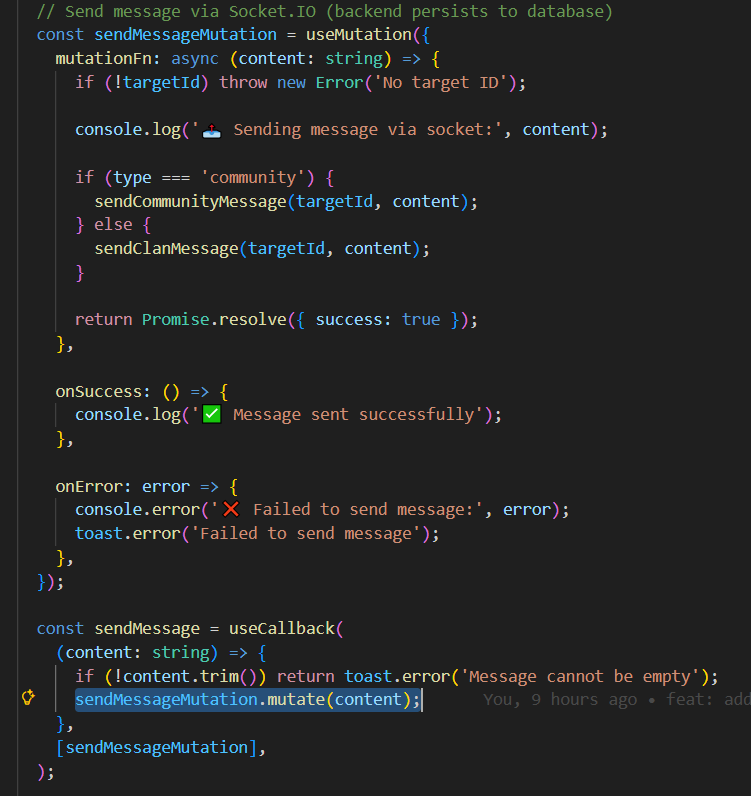 // Send message via Socket.IO (backend persists to database)
const sendMessageMutation = useMutation({
  mutationFn: async (content: string) => {
    if (!targetId) throw new Error('No target ID');

    console.log('📤 Sending message via socket:', content);

    if (type === 'community') {
      sendCommunityMessage(targetId, content);
    } else {
      sendClanMessage(targetId, content);
    }

    return Promise.resolve({ success: true });
  },

  onSuccess: () => {
    console.log('✅ Message sent successfully');
  },

  onError: error => {
    console.error('❌ Failed to send message:', error);
    toast.error('Failed to send message');
  },
});

const sendMessage = useCallback(
  (content: string) => {
    if (!content.trim()) return toast.error('Message cannot be empty');
    sendMessageMutation.mutate(content);    You, 9 hours ago • feat: add
  },
  [sendMessageMutation],
);